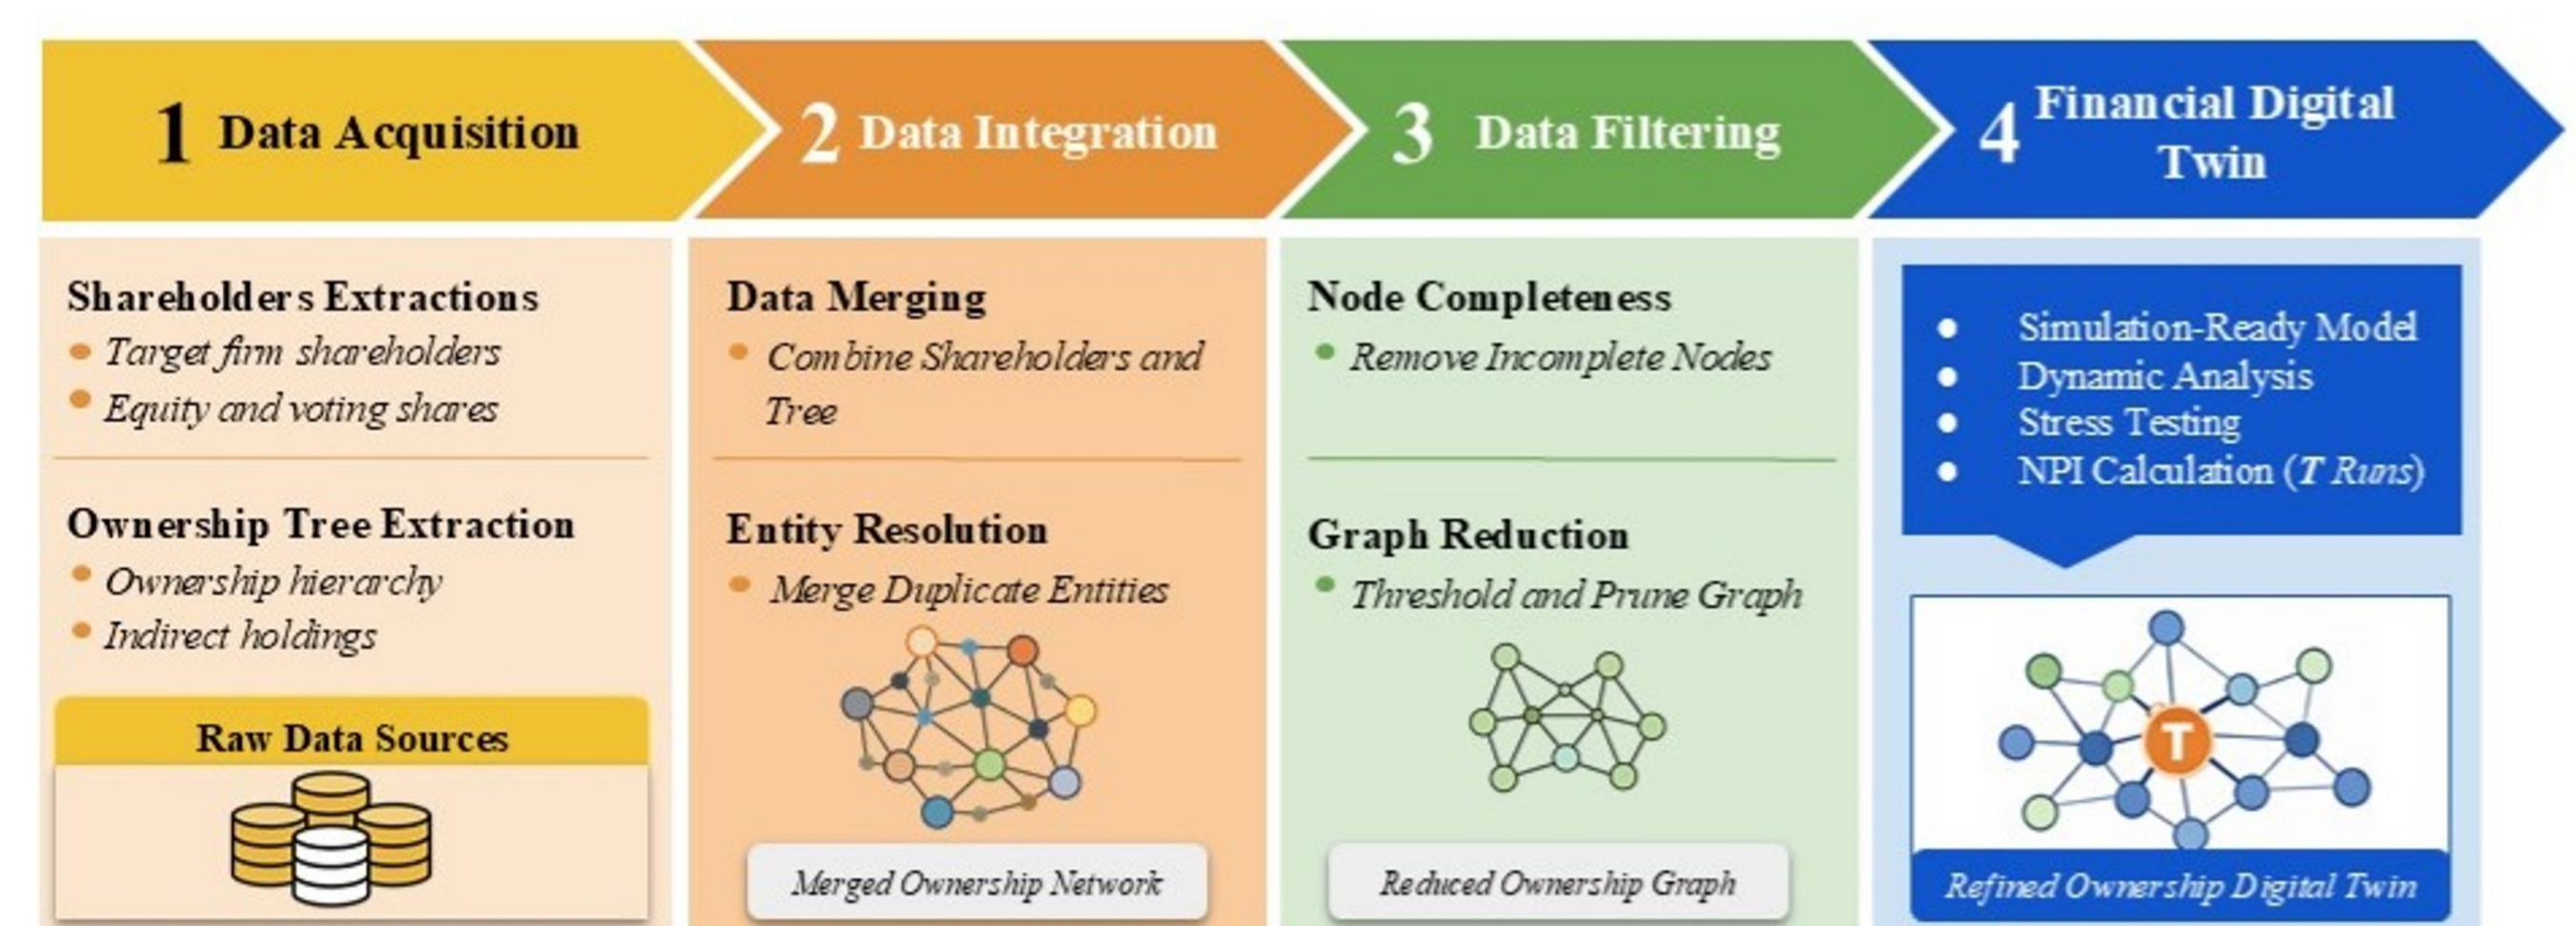 1 Data Acquisition
2 Data Integration
3 Data Filtering
4 Financial Digital
Twin
Shareholders Extractions
Target firm shareholders
Equity and voting shares
Ownership Tree Extraction
Ownership hierarchy
Indirect holdings
Raw Data Sources
Data Merging
Combine Shareholders and
Tree
Entity Resolution
Merge Duplicate Entities
Merged Ownership Network
Node Completeness
Remove Incomplete Nodes
Graph Reduction
Threshold and Prune Graph
Reduced Ownership Graph
Simulation-Ready Model
Dynamic Analysis
Stress Testing
NPI Calculation (T Runs)
T
Refined Ownership Digital Twin